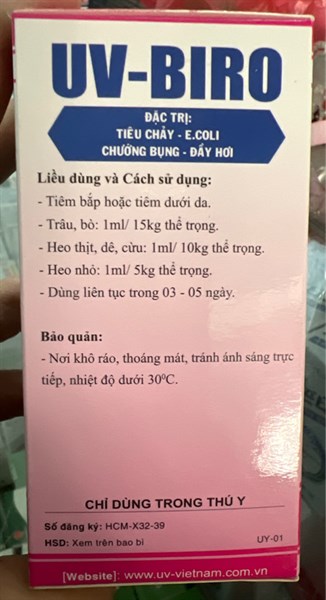 UV-BIRO
ĐẶC TRỊ:
TIÊU CHẢY - E.COLI
CHƯỚNG BỤNG - ĐẦY HƠI
Liều dùng và Cách sử dụng:
- Tiêm bắp hoặc tiêm dưới da.
- Trâu, bò: 1ml/ 15kg thể trọng.
- Heo thịt, dê, cừu: 1ml/ 10kg thể trọng.
- Heo nhỏ: 1ml/ 5kg thể trọng.
- Dùng liên tục trong 03 - 05 ngày.
Bảo quản:
- Nơi khô ráo, thoáng mát, tránh ánh sáng trực
tiếp, nhiệt độ dưới 30⁰C.
CHỈ DÙNG TRONG THÚ Y
Số đăng ký: HCM-X32-39
HSD: Xem trên bao bì
UY-01
[Website]: www.uv-vietnam.com.vn